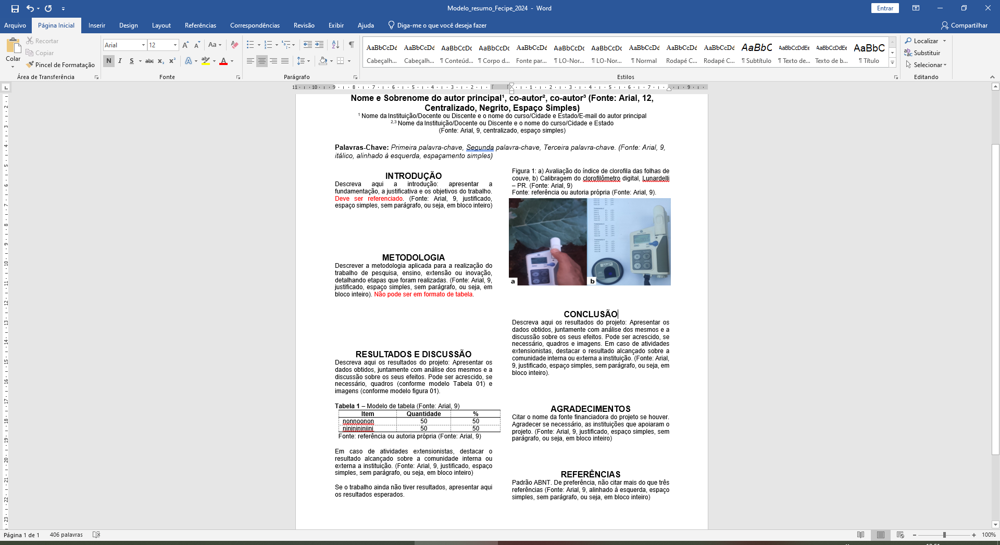 Modelo_resumo_Fecipe_2024 - Word
Entrar
Arquivo
Página Inicial
Inserir
Design
Layout
Referências
Correspondências
Revisão
Exibir
Ajuda
Diga-me o que você deseja fazer
Compartilhar
Colar
Recortar
Copiar
Pincel de Formatação
Área de Transferência
Arial
12
Fonte
Parágrafo
AaBbCcDd
Cabeçalh...
AaBbCcDd
Cabeçalh...
AaBbCcDc
¶ Conteúd...
AaBbCcDc
¶ Corpo d...
AaBbCcDd
Fonte par...
AaBbCcDc
¶ LO-Nor...
AaBbCcDc
¶ LO-Nor...
AaBbCcDd
¶ Normal
AaBbCcDd
Rodapé C...
AaBbCcDd
Rodapé C...
AaBbC
¶ Subtítulo
AaBbCcDdEe
¶ Texto de...
AaBbCcDdEe
Texto de b...
AaBbC
¶ Título
Estilos
Localizar
Substituir
Selecionar
Editando
Nome e Sobrenome do autor principal¹, co-autor², co-autor³ (Fonte: Arial, 12,
Centralizado, Negrito, Espaço Simples)
¹ Nome da Instituição/Docente ou Discente e o nome do curso/Cidade e Estado/E-mail do autor principal
²,³ Nome da Instituição/Docente ou Discente e o nome do curso/Cidade e Estado
(Fonte: Arial, 9, centralizado, espaço simples)
Palavras-Chave: Primeira palavra-chave, Segunda palavra-chave, Terceira palavra-chave. (Fonte: Arial, 9,
itálico, alinhado à esquerda, espaçamento simples)
INTRODUÇÃO
Descreva aqui a introdução: apresentar a
fundamentação, a justificativa e os objetivos do trabalho.
Deve ser referenciado. (Fonte: Arial, 9, justificado,
espaço simples, sem parágrafo, ou seja, em bloco inteiro)
METODOLOGIA
Descrever a metodologia aplicada para a realização do
trabalho de pesquisa, ensino, extensão ou inovação,
detalhando etapas que foram realizadas. (Fonte: Arial, 9,
justificado, espaço simples, sem parágrafo, ou seja, em
bloco inteiro). Não pode ser em formato de tabela.
RESULTADOS E DISCUSSÃO
Descreva aqui os resultados do projeto: Apresentar os
dados obtidos, juntamente com análise dos mesmos e a
discussão sobre os seus efeitos. Pode ser acrescido, se
necessário, quadros (conforme modelo Tabela 01) e
imagens (conforme modelo figura 01).
Tabela 1 – Modelo de tabela (Fonte: Arial, 9)
Item Quantidade %
nonnoonon 50 50
nininininiini 50 50
Fonte: referência ou autoria própria (Fonte: Arial, 9)
Em caso de atividades extensionistas, destacar o
resultado alcançado sobre a comunidade interna ou
externa a instituição. (Fonte: Arial, 9, justificado, espaço
simples, sem parágrafo, ou seja, em bloco inteiro)
Se o trabalho ainda não tiver resultados, apresentar aqui
os resultados esperados.
Figura 1: a) Avaliação do índice de clorofila das folhas de
couve, b) Calibragem do clorofilômetro digital, Lunardelli
– PR. (Fonte: Arial, 9)
Fonte: referência ou autoria própria (Fonte: Arial, 9).
a
b
CONCLUSÃO
Descreva aqui os resultados do projeto: Apresentar os
dados obtidos, juntamente com análise dos mesmos e a
discussão sobre os seus efeitos. Pode ser acrescido, se
necessário, quadros e imagens. Em caso de atividades
extensionistas, destacar o resultado alcançado sobre a
comunidade interna ou externa a instituição. (Fonte: Arial,
9, justificado, espaço simples, sem parágrafo, ou seja, em
bloco inteiro).
AGRADECIMENTOS
Citar o nome da fonte financiadora do projeto se houver.
Agradecer se necessário, as instituições que apoiaram o
projeto. (Fonte: Arial, 9, justificado, espaço simples, sem
parágrafo, ou seja, em bloco inteiro)
REFERÊNCIAS
Padrão ABNT. De preferência, não citar mais do que três
referências (Fonte: Arial, 9, alinhado à esquerda, espaço
simples, sem parágrafo, ou seja, em bloco inteiro)
Página 1 de 1
406 palavras
100%